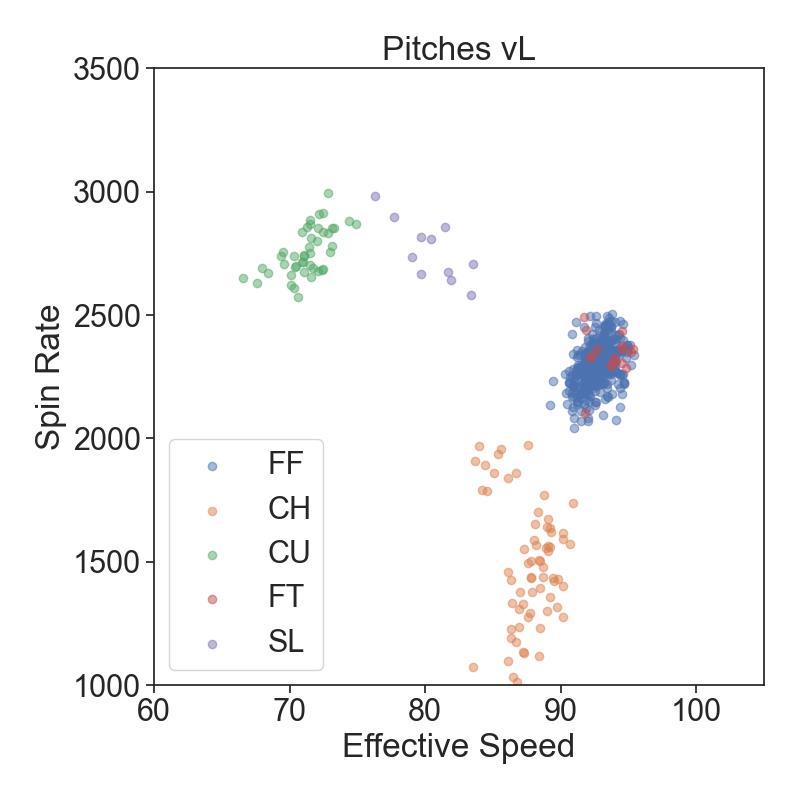 Pitches vL
3500
3000
2500
2000
1500
1000
Spin Rate
FF
CH
CU
FT
SL
60 70 80 90 100
Effective Speed